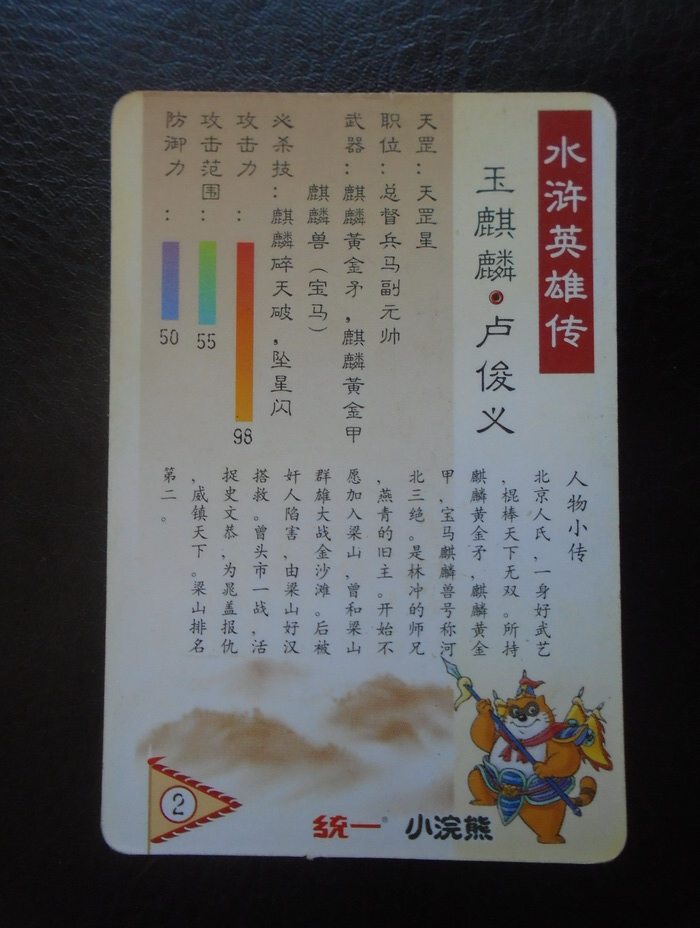 水浒英雄传
玉麒麟·卢俊义
天罡：天罡星
职位：总督兵马副元帅
武器：麒麟黄金矛，麒麟黄金甲
麒麟兽（宝马）
必杀技：麒麟碎天破，坠星闪
攻击力：
98
攻击范围：
55
防御力：
50
人物小传
北京人氏，一身好武艺
，棍棒天下无双。所持
麒麟黄金矛，麒麟黄金
甲，宝马麒麟兽号称河
北三绝。是林冲的师兄
，燕青的旧主。开始不
愿加入梁山，曾和梁山
群雄大战金沙滩。后被
奸人陷害，由梁山好汉
搭救。曾头市一战，活
捉史文恭，为晁盖报仇
，威镇天下。梁山排名
第二。
2
统一® 小浣熊